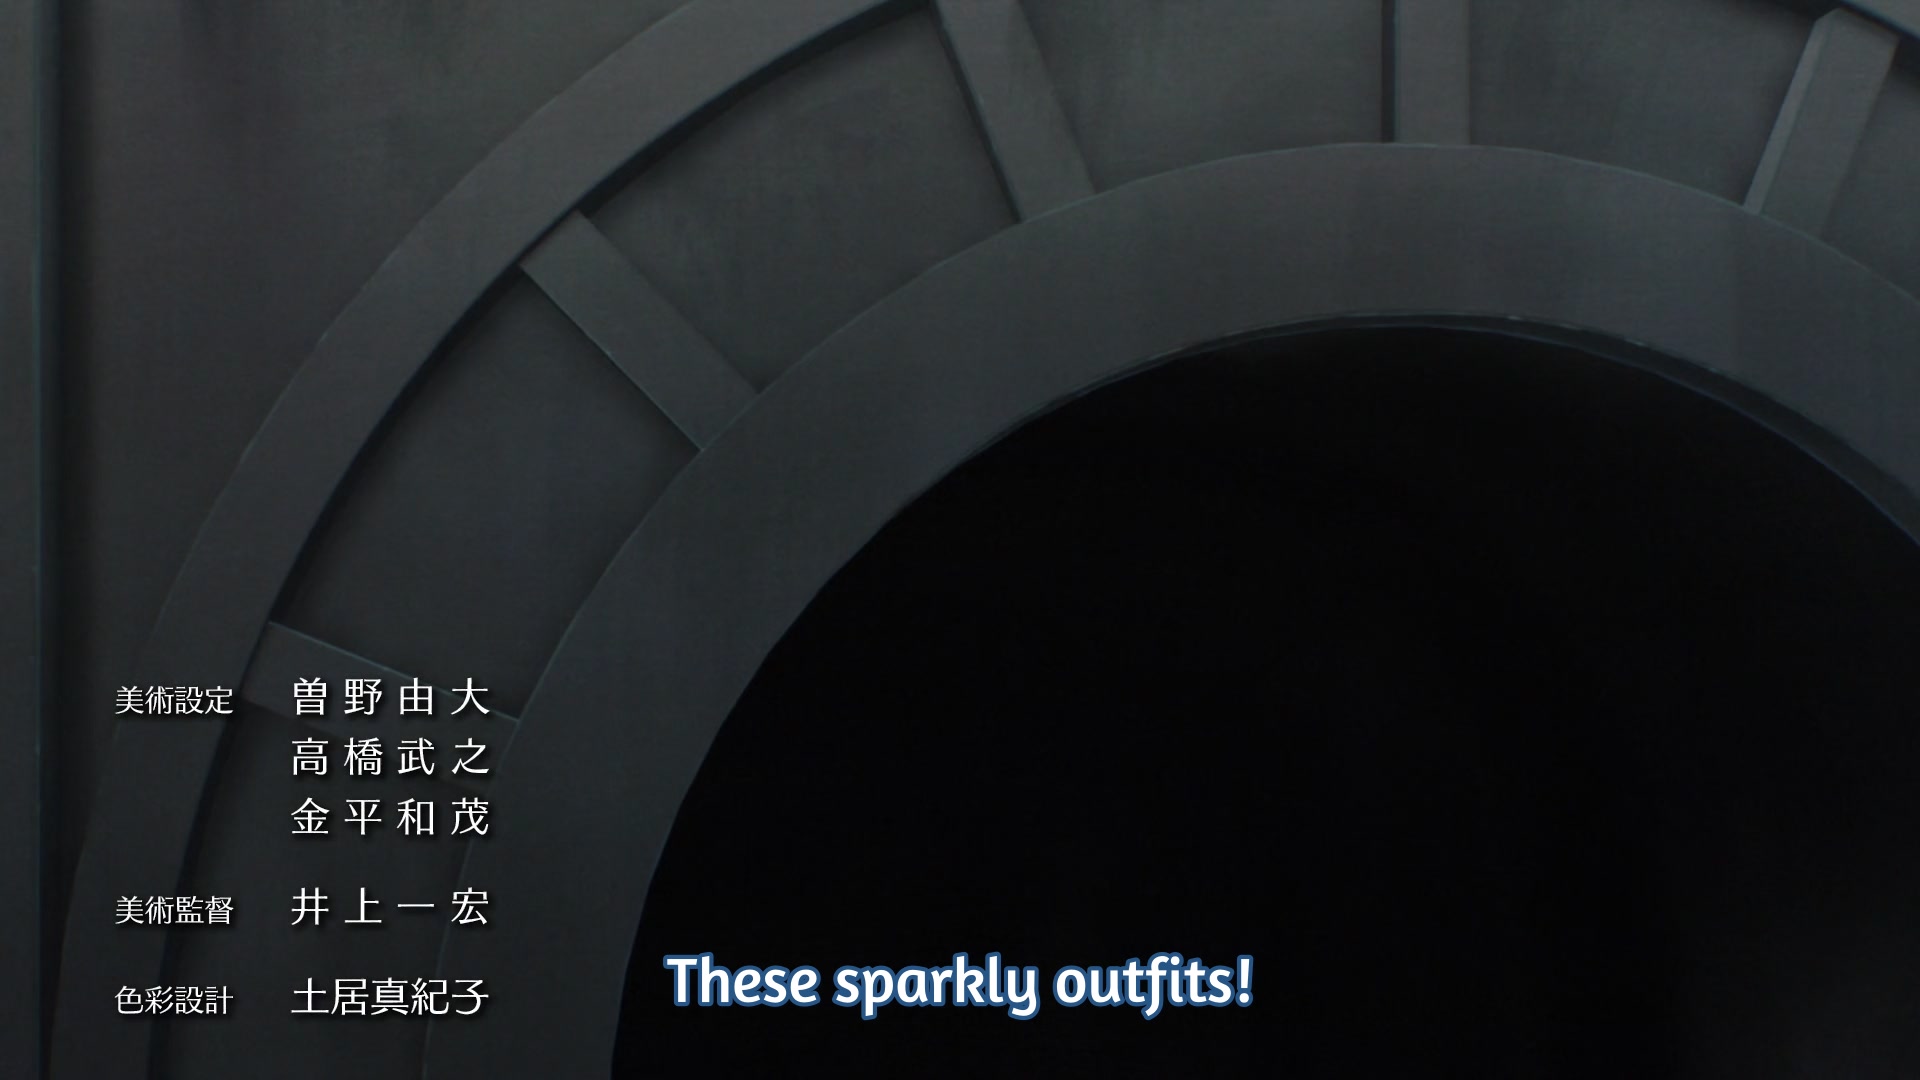 美術設定 曽野由大
高橋武之
金平和茂
美術監督 井上一宏
色彩設計 土居真紀子
These sparkly outfits!